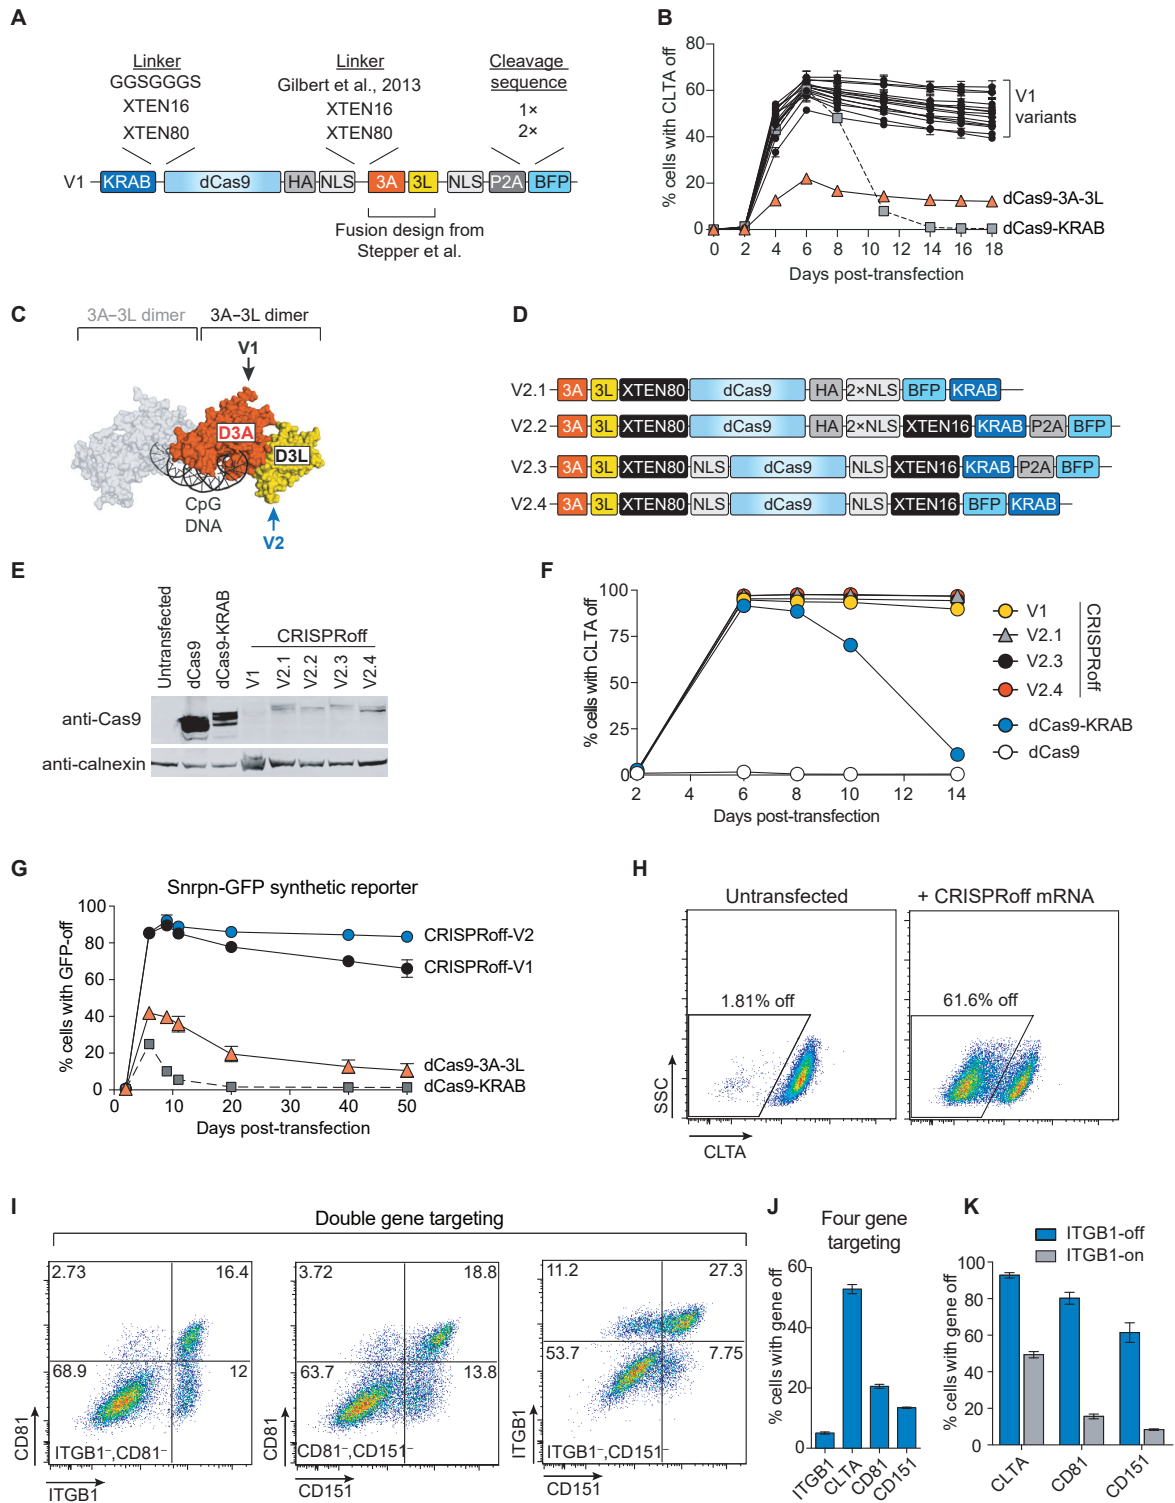 A
Linker
GGSGGGS
XTEN16
XTEN80
Linker
Gilbert et al., 2013
XTEN16
XTEN80
Cleavage
sequence
1×
2×
V1 KRAB dCas9 HA NLS 3A 3L NLS P2A BFP
Fusion design from
Stepper et al.
B
% cells with CLTA off
80
60
40
20
0
0 2 4 6 8 10 12 14 16 18
Days post-transfection
V1
variants
dCas9-3A-3L
dCas9-KRAB
C
3A–3L dimer 3A–3L dimer
V1
D3A
D3L
CpG
DNA
V2
D
V2.1 3A 3L XTEN80 dCas9 HA 2×NLS BFP KRAB
V2.2 3A 3L XTEN80 dCas9 HA 2×NLS XTEN16 KRAB P2A BFP
V2.3 3A 3L XTEN80 NLS dCas9 NLS XTEN16 KRAB P2A BFP
V2.4 3A 3L XTEN80 NLS dCas9 NLS XTEN16 BFP KRAB
E
Untransfected
dCas9
dCas9-KRAB
CRISPRoff
V1
V2.1
V2.2
V2.3
V2.4
anti-Cas9
anti-calnexin
F
% cells with CLTA off
100
75
50
25
0
2 4 6 8 10 12 14
Days post-transfection
V1
V2.1
V2.3
V2.4
CRISPRoff
dCas9-KRAB
dCas9
G
Snrpn-GFP synthetic reporter
% cells with GFP-off
100
80
60
40
20
0
0 10 20 30 40 50
Days post-transfection
CRISPRoff-V2
CRISPRoff-V1
dCas9-3A-3L
dCas9-KRAB
H
Untransfected
+ CRISPRoff mRNA
1.81% off
61.6% off
SSC
CLTA
I
Double gene targeting
2.73 16.4
68.9 12
ITGB1⁻,CD81⁻
CD81
ITGB1
3.72 18.8
63.7 13.8
CD81⁻,CD151⁻
CD81
CD151
11.2 27.3
53.7 7.75
ITGB1⁻,CD151⁻
ITGB1
CD151
J
Four gene
targeting
% cells with gene off
60
40
20
0
ITGB1
CLTA
CD81
CD151
K
ITGB1-off
ITGB1-on
% cells with gene off
100
80
60
40
20
0
CLTA
CD81
CD151